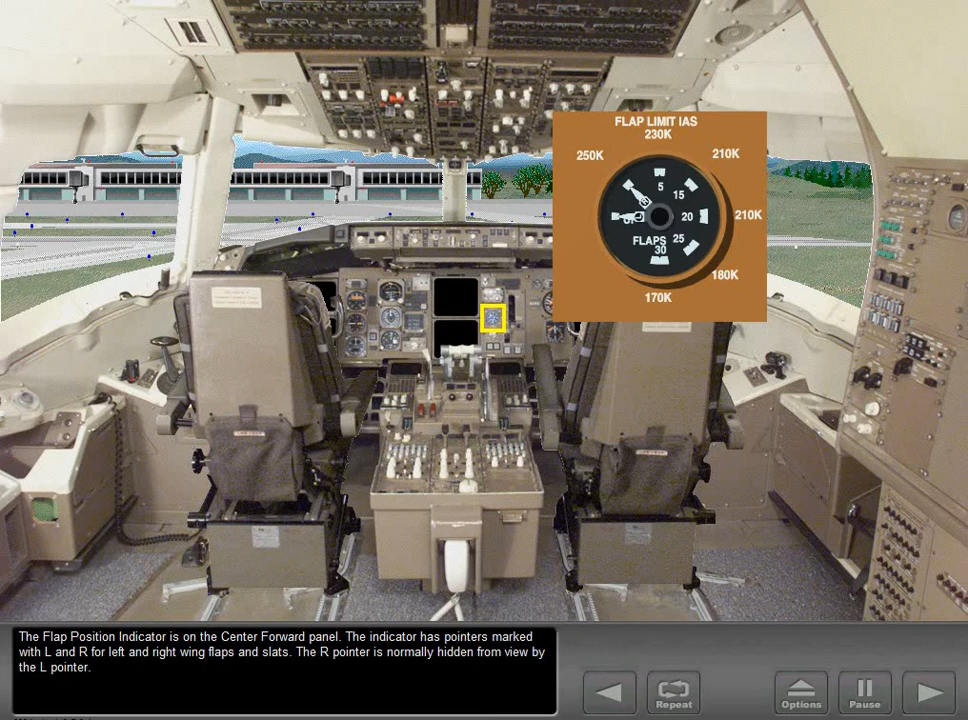 FLAP LIMIT IAS
230K
250K
210K
5
15
20
210K
FLAPS
25
30
180K
170K
The Flap Position Indicator is on the Center Forward panel. The indicator has pointers marked
with L and R for left and right wing flaps and slats. The R pointer is normally hidden from view by
the L pointer.
Repeat
Options
Pause